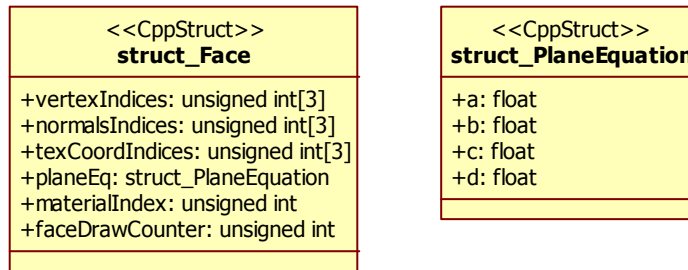 <<CppStruct>>
struct_Face
+vertexIndices: unsigned int[3]
+normalsIndices: unsigned int[3]
+texCoordIndices: unsigned int[3]
+planeEq: struct_PlaneEquation
+materialIndex: unsigned int
+faceDrawCounter: unsigned int
<<CppStruct>>
struct_PlaneEquation
+a: float
+b: float
+c: float
+d: float